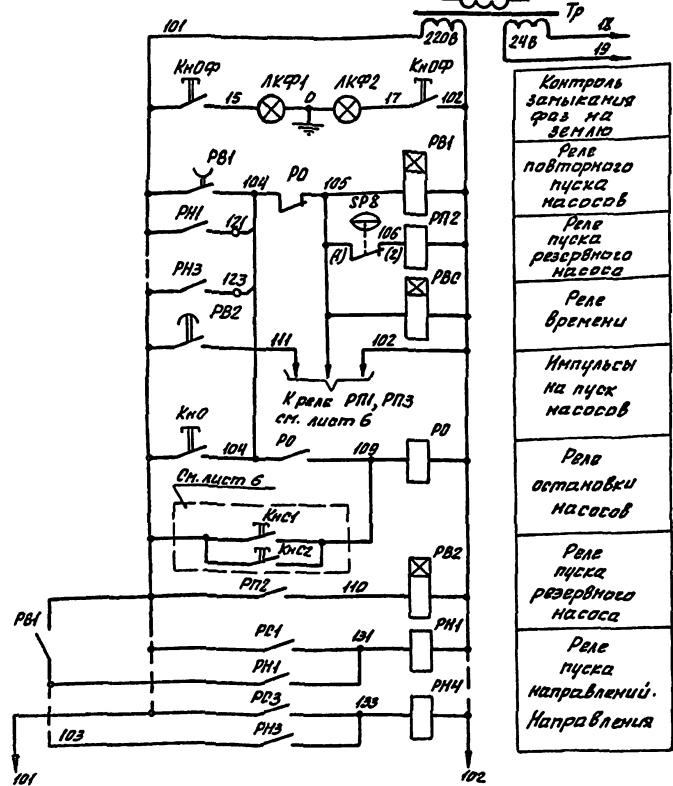 Тр
101
220В
24В
18
19
КнОФ
ЛКФ1
ЛКФ2
КнОФ
15
0
17
102
Контроль
замыкания
фаз на
землю
РВ1
104
РО
105
РВ1
Реле
повторного
пуска
насосов
РН1
121
SP8
(1)
106
(2)
РП2
Реле
пуска
резервного
насоса
РН3
123
РВС
Реле
времени
РВ2
111
102
К реле РП1, РП3
см. лист 6
Импульсы
на пуск
насосов
КнО
104
РО
109
РО
Реле
остановки
насосов
См. лист 6
КнС1
КнС2
РП2
110
РВ2
Реле
пуска
резервного
насоса
РВ1
РС1
131
РН1
РН1
Реле
пуска
направлений.
Направления
РС3
133
РН4
103
РН3
101
102